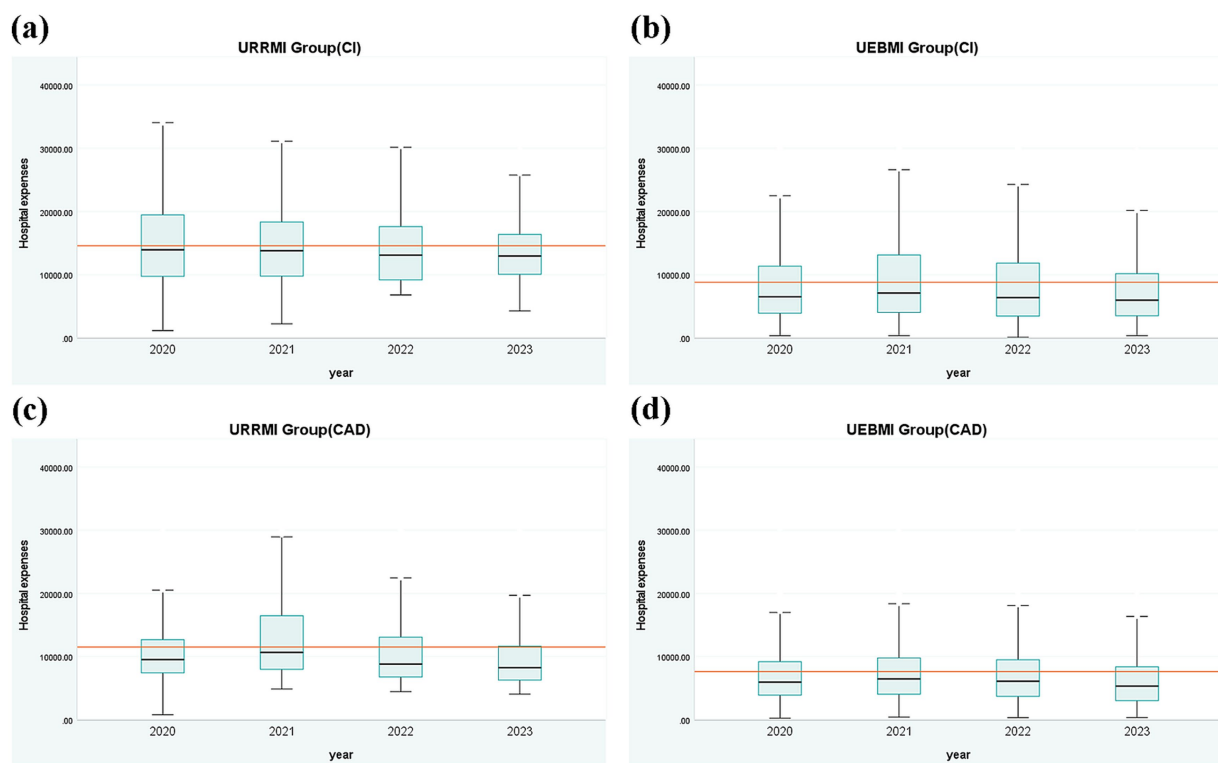 (a)
URRMI Group(CI)
Hospital expenses
40000.00
30000.00
20000.00
10000.00
.00
2020 2021 2022 2023
year
(b)
UEBMI Group(CI)
Hospital expenses
40000.00
30000.00
20000.00
10000.00
.00
2020 2021 2022 2023
year
(c)
URRMI Group(CAD)
Hospital expenses
40000.00
30000.00
20000.00
10000.00
.00
2020 2021 2022 2023
year
(d)
UEBMI Group(CAD)
Hospital expenses
40000.00
30000.00
20000.00
10000.00
.00
2020 2021 2022 2023
year